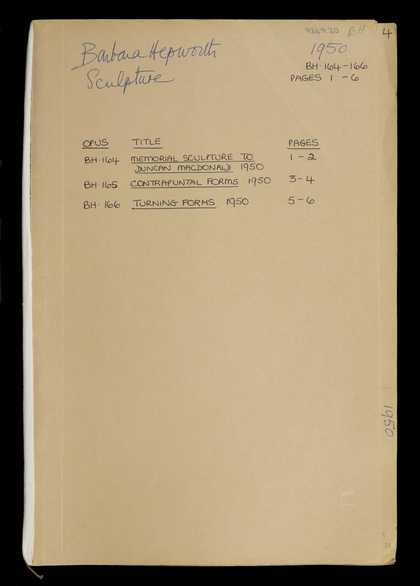 BH 4
Barbara Hepworth
Sculpture
1950
BH·164-166
PAGES 1-6
OPUS TITLE PAGES
BH·164 MEMORIAL SCULPTURE TO 1-2
DUNCAN MACDONALD 1950
BH·165 CONTRAPUNTAL FORMS 1950 3-4
BH·166 TURNING FORMS 1950 5-6
1950